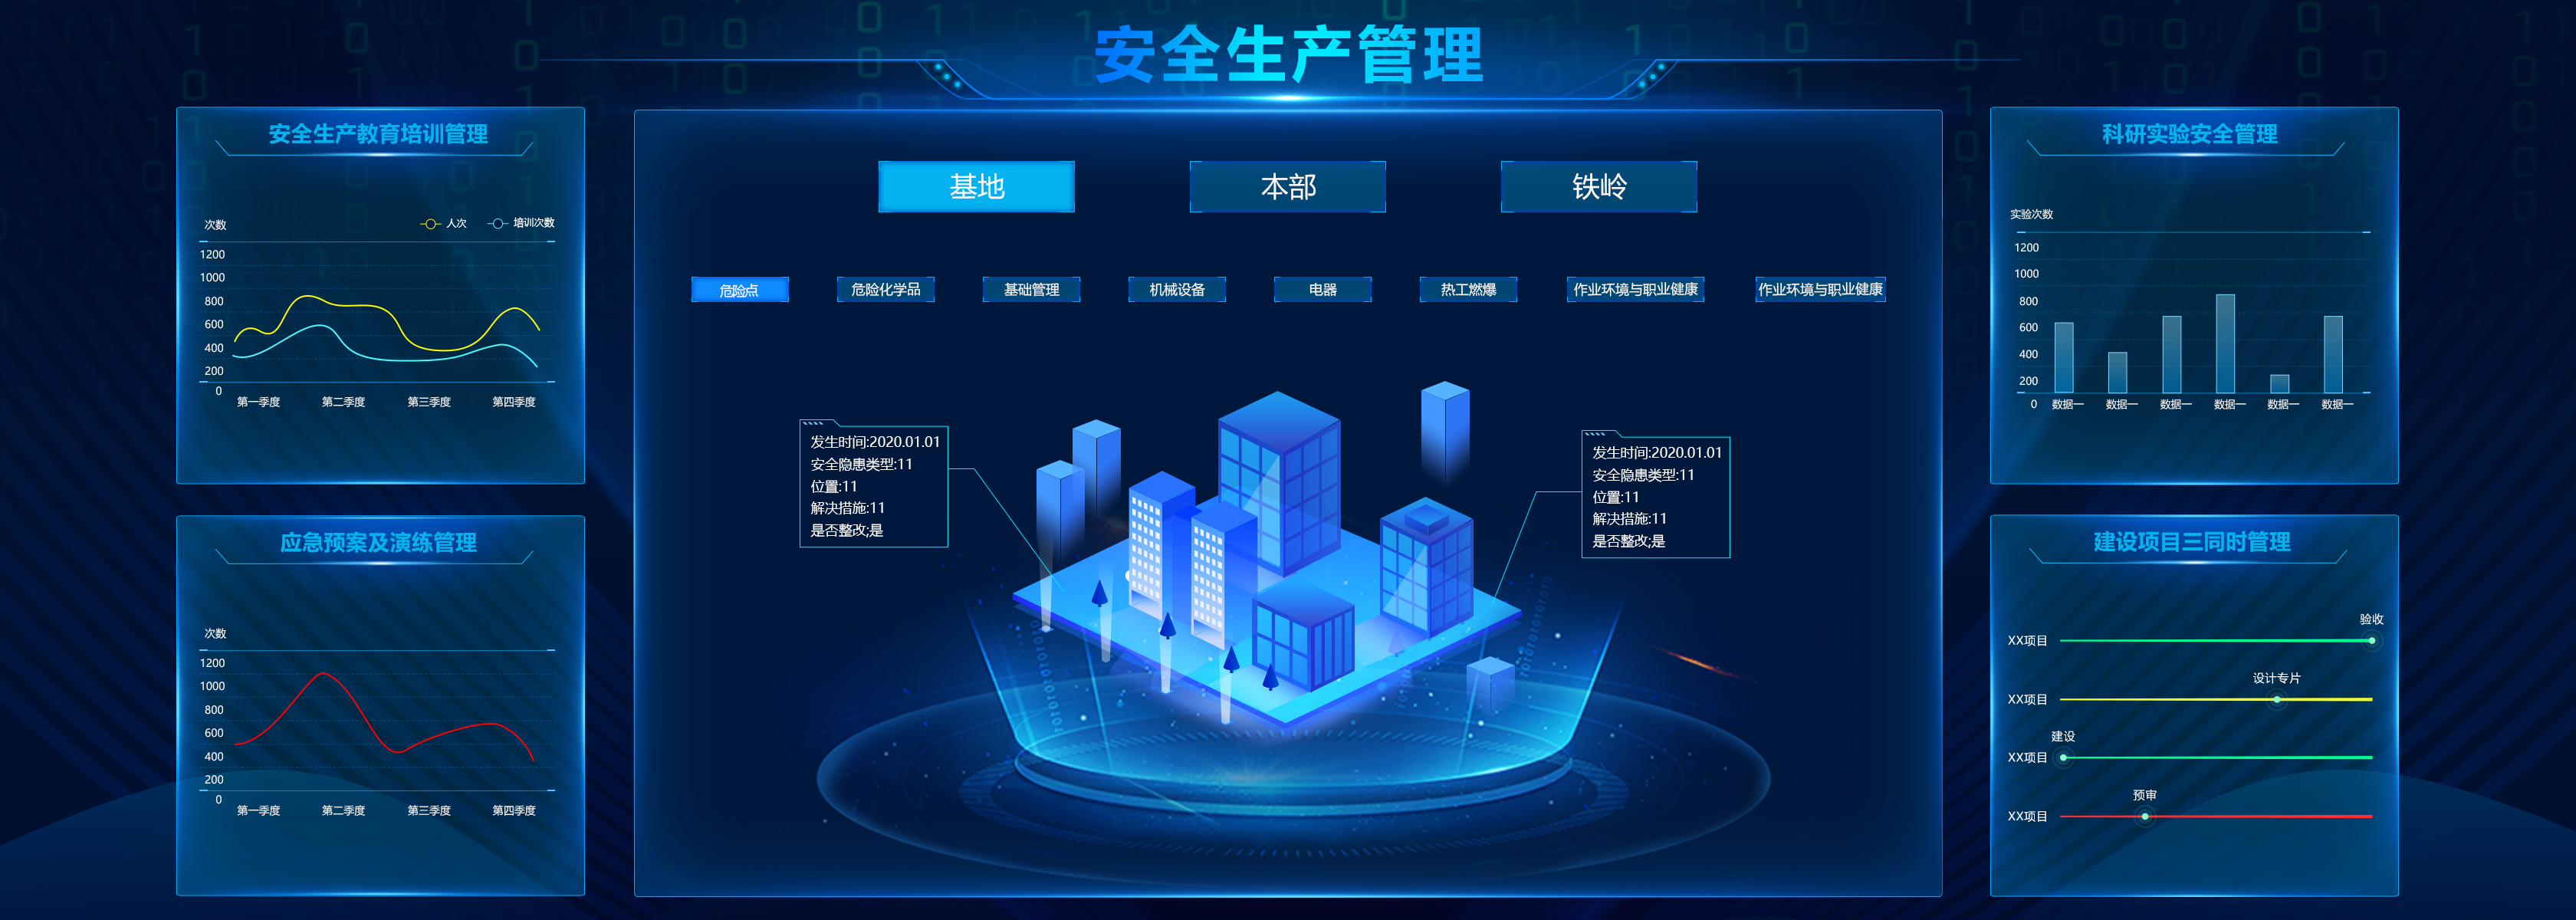 安全生产管理
安全生产教育培训管理
次数
人次 培训次数
1200
1000
800
600
400
200
0
第一季度 第二季度 第三季度 第四季度
应急预案及演练管理
次数
1200
1000
800
600
400
200
0
第一季度 第二季度 第三季度 第四季度
基地 本部 铁岭
危险点 危险化学品 基础管理 机械设备 电器 热工燃爆 作业环境与职业健康 作业环境与职业健康
发生时间:2020.01.01
安全隐患类型:11
位置:11
解决措施:11
是否整改;是
发生时间:2020.01.01
安全隐患类型:11
位置:11
解决措施:11
是否整改;是
科研实验安全管理
实验次数
1200
1000
800
600
400
200
0
数据一 数据一 数据一 数据一 数据一 数据一
建设项目三同时管理
验收
XX项目
设计专片
XX项目
建设
XX项目
预审
XX项目